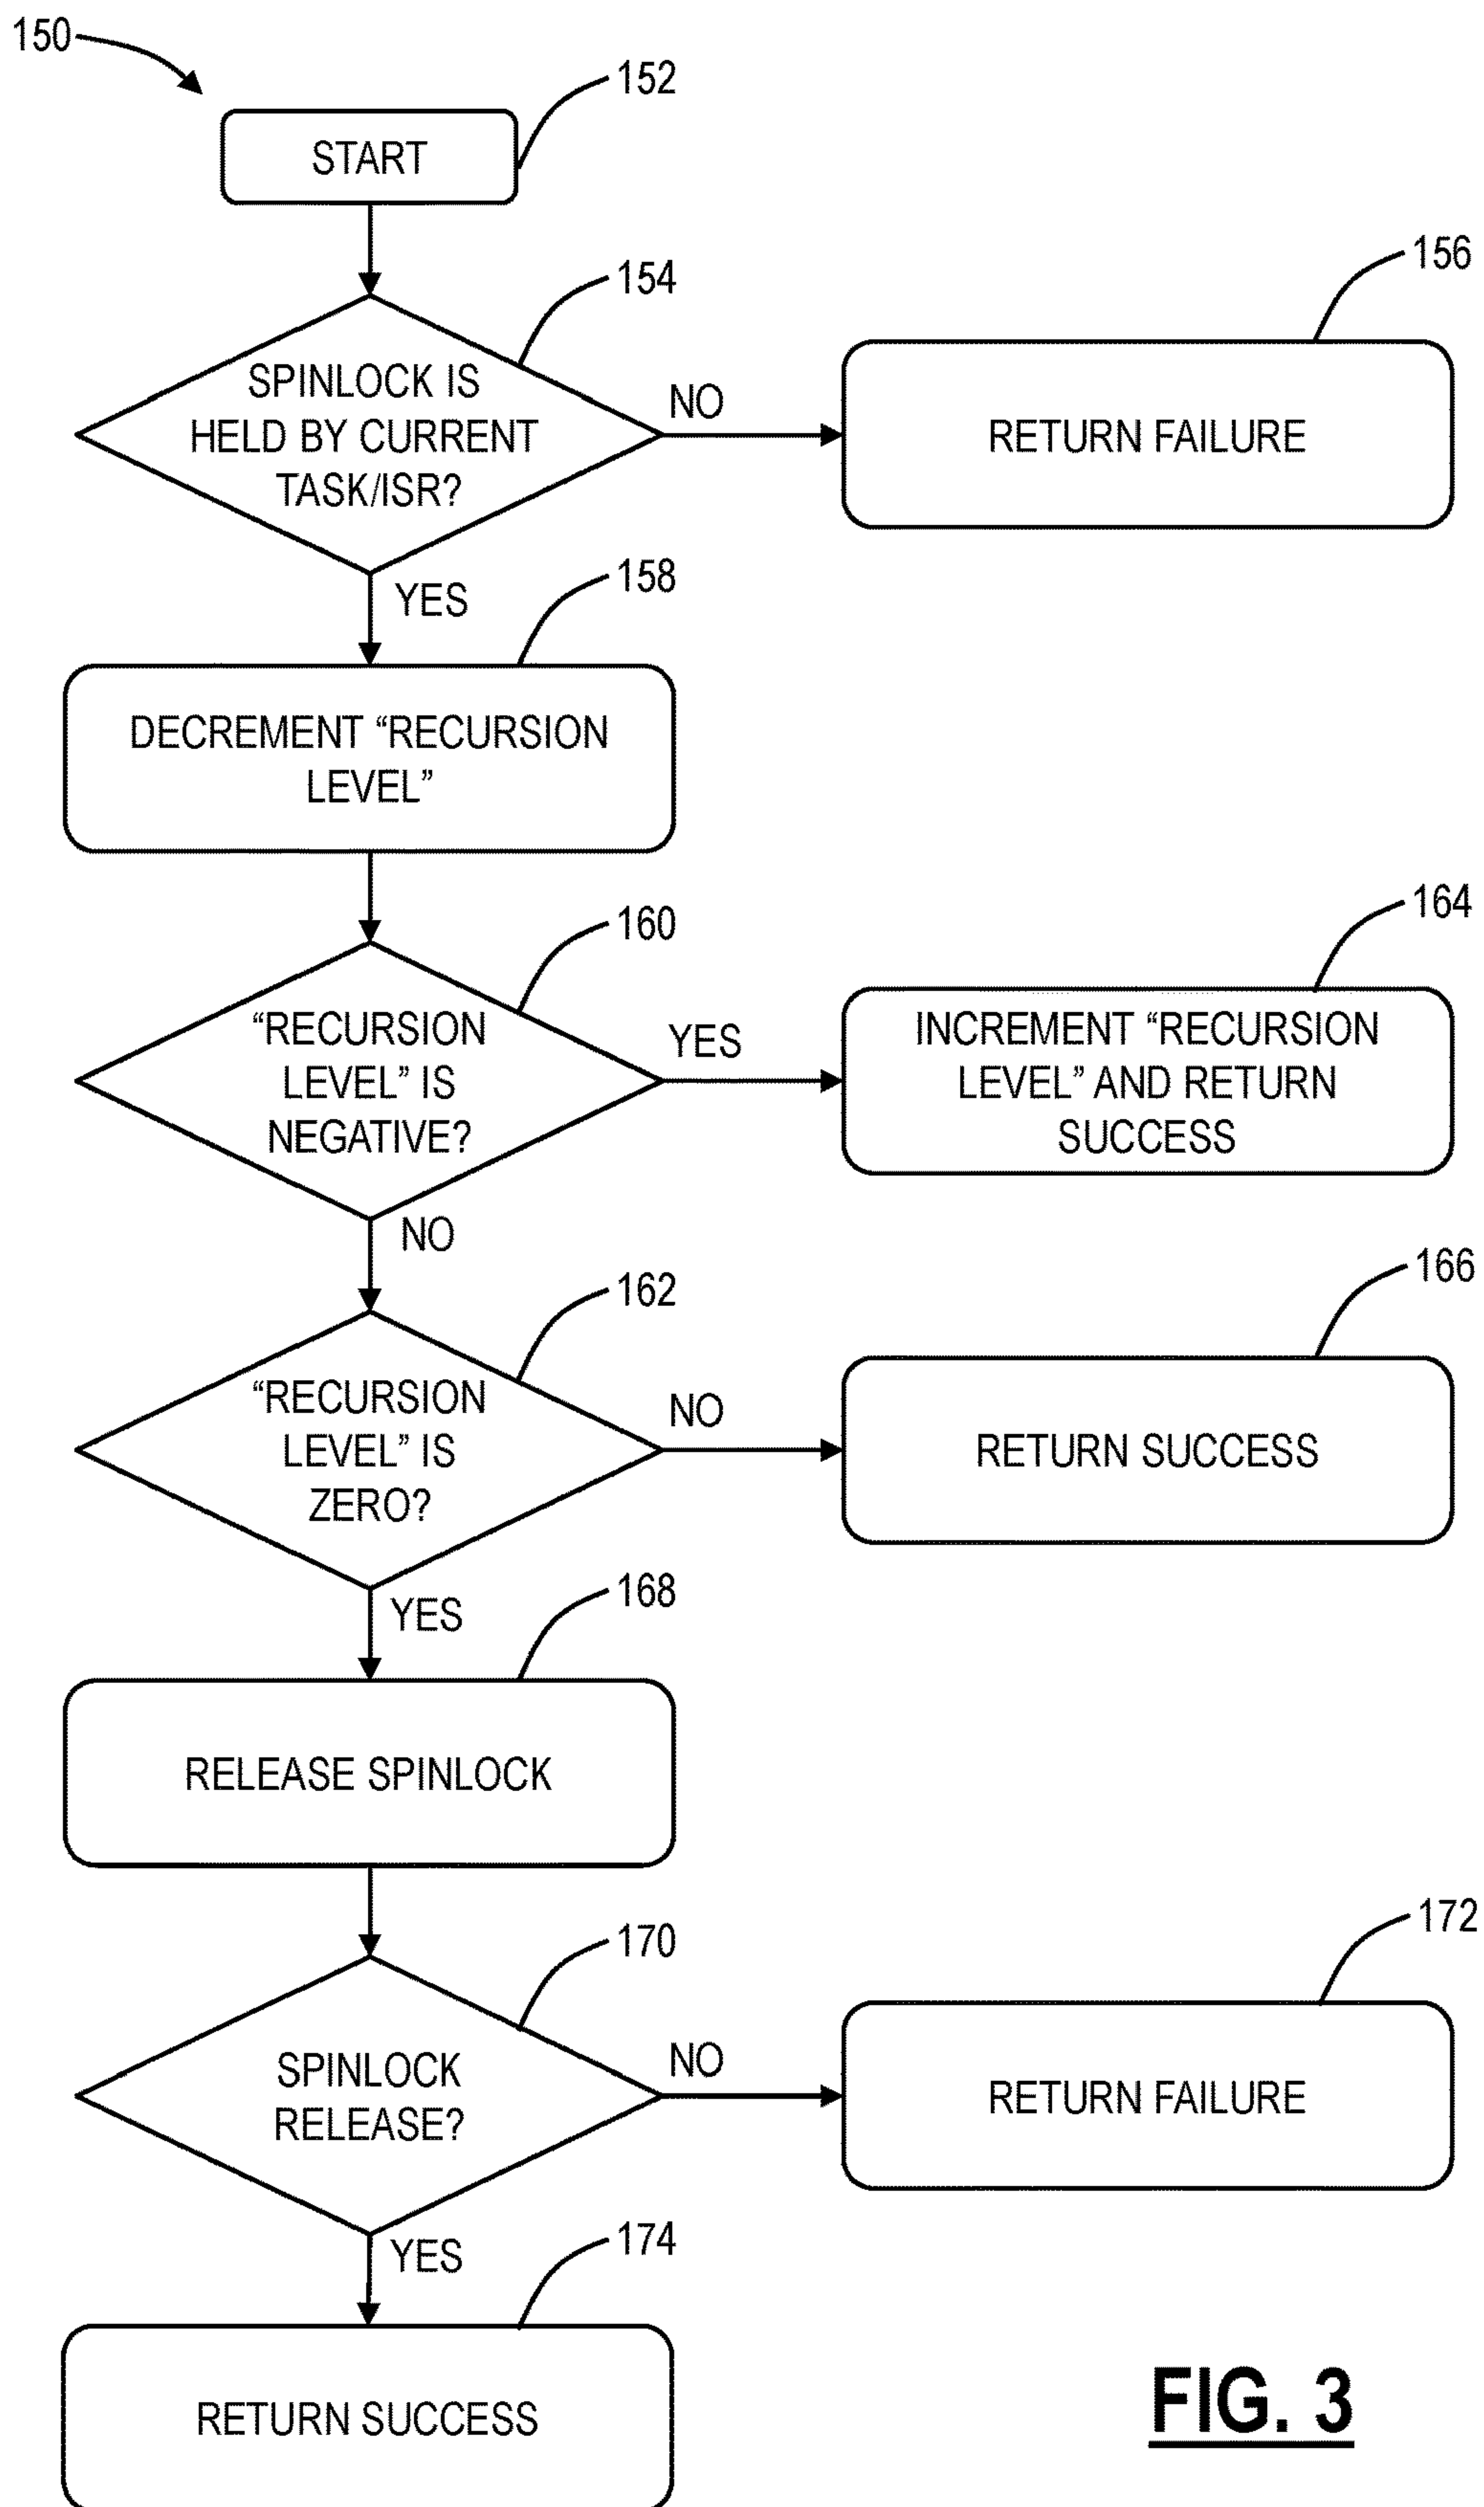 150
152
START
154
156
SPINLOCK IS
HELD BY CURRENT
TASK/ISR?
NO
RETURN FAILURE
YES
158
DECREMENT “RECURSION
LEVEL”
160
164
“RECURSION
LEVEL” IS
NEGATIVE?
YES
INCREMENT “RECURSION
LEVEL” AND RETURN
SUCCESS
NO
162
166
“RECURSION
LEVEL” IS
ZERO?
NO
RETURN SUCCESS
YES
168
RELEASE SPINLOCK
170
172
SPINLOCK
RELEASE?
NO
RETURN FAILURE
YES
174
RETURN SUCCESS
FIG. 3